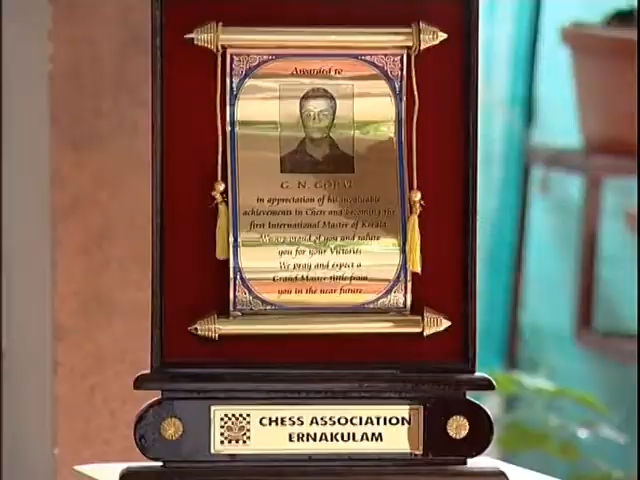 Awarded to
G. N. GOPAL
in appreciation of his invaluable
achievements in Chess and becoming the
first International Master of Kerala
We are proud of you and salute
you for your Victories
We pray and expect a
Grand Master tittle from
you in the near future
CHESS ASSOCIATION
ERNAKULAM